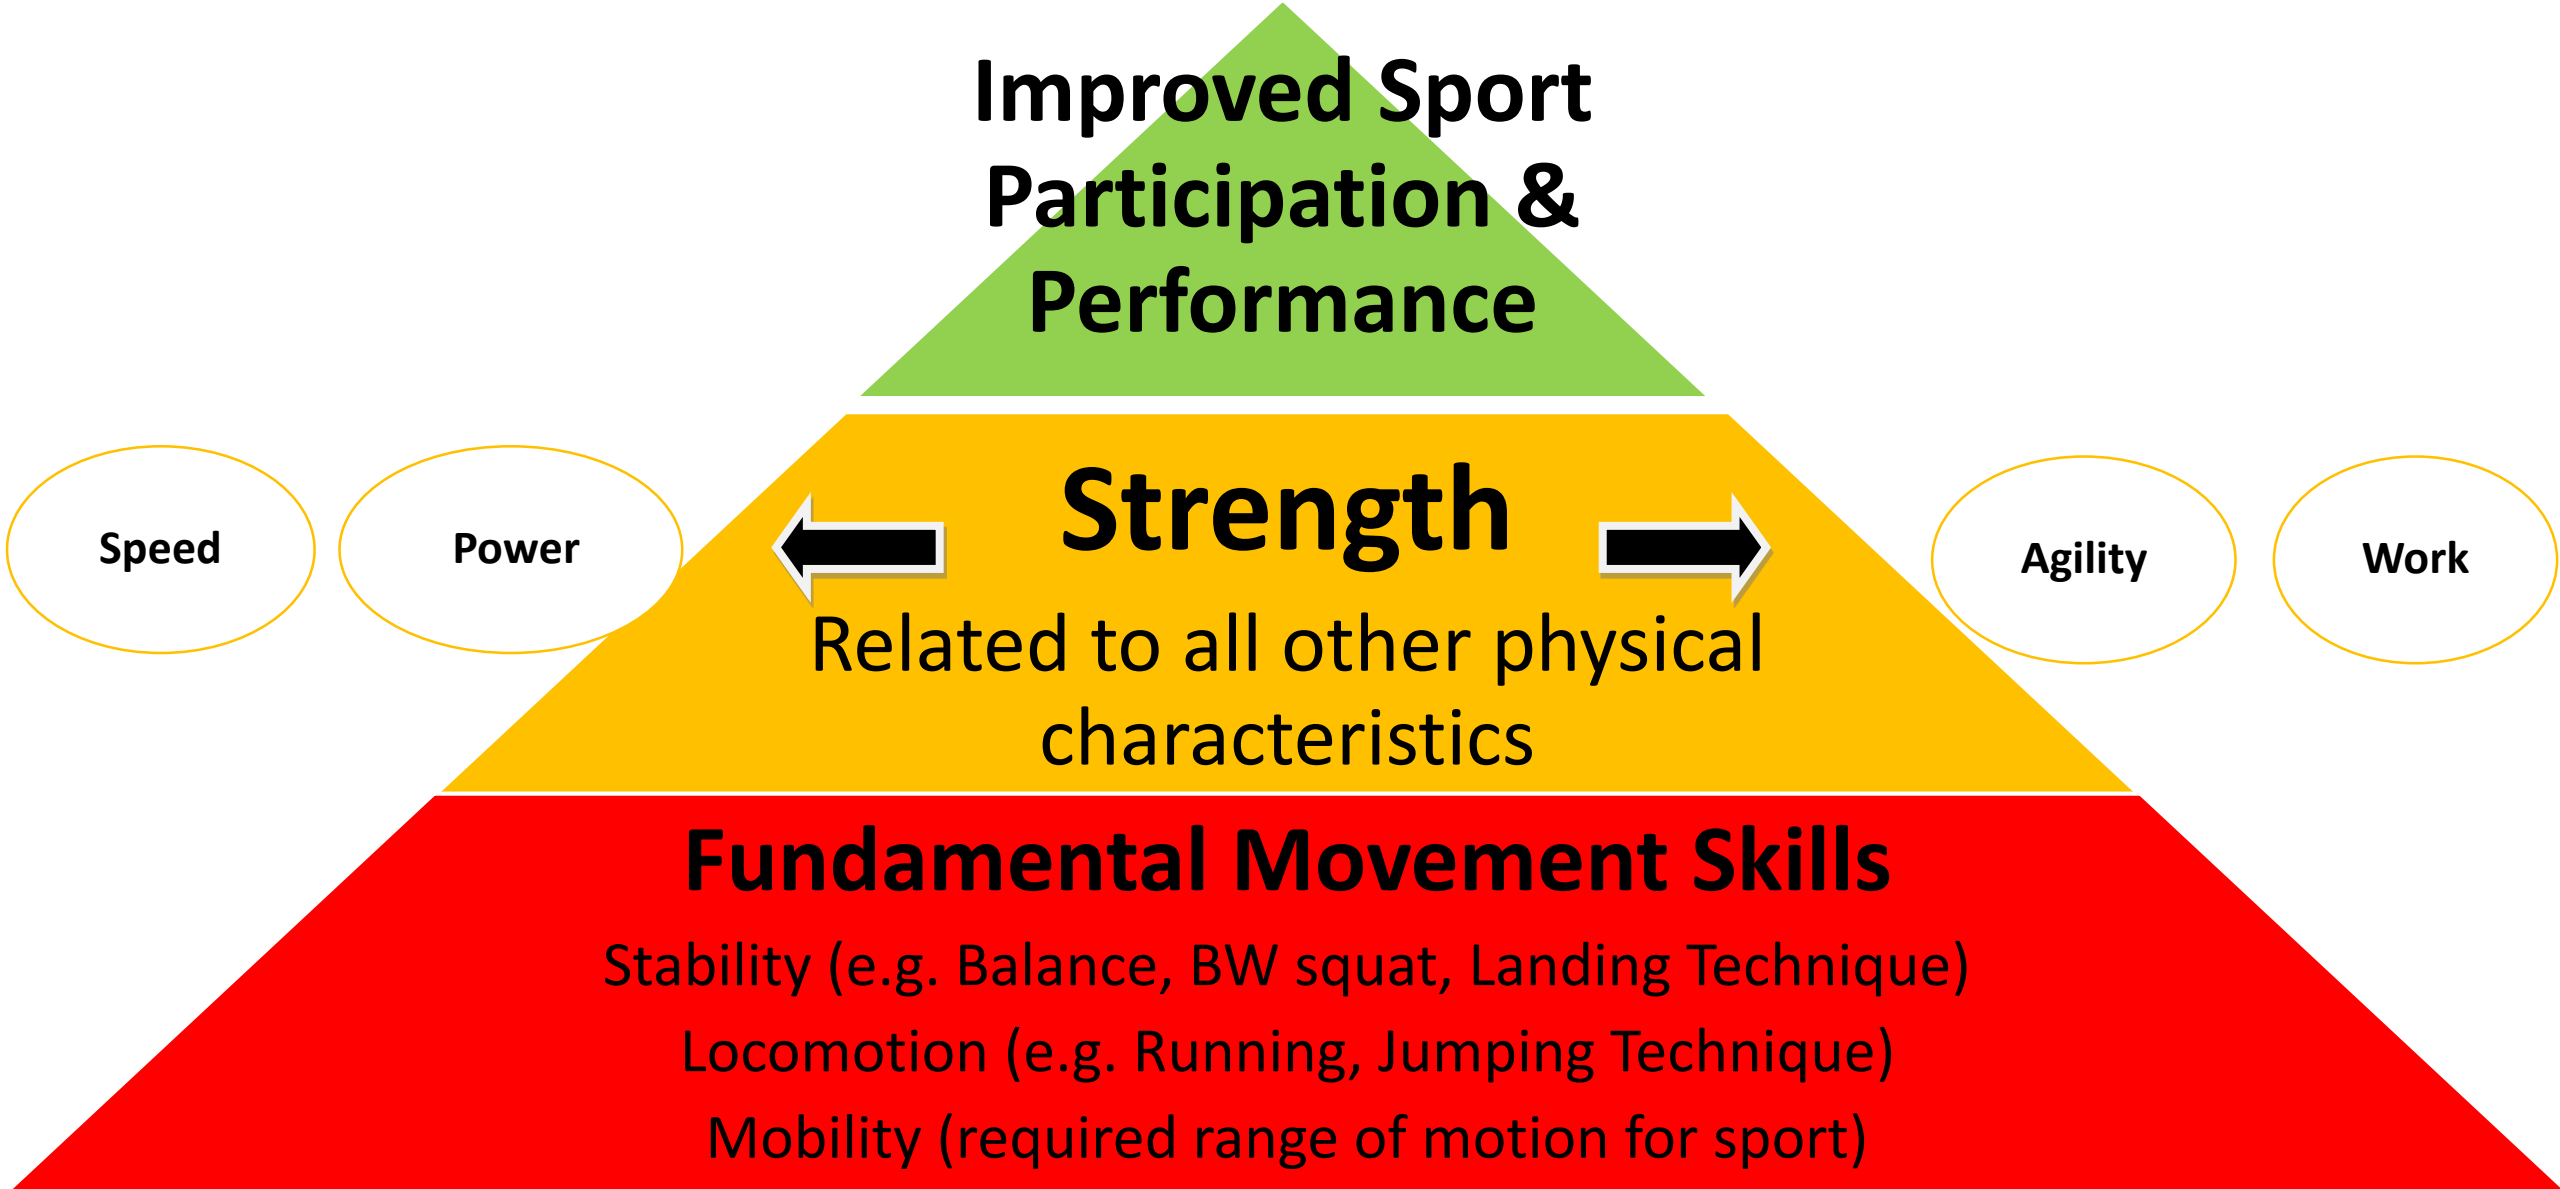 Improved Sport
Participation &
Performance
Speed
Power
Strength
Agility
Work
Related to all other physical
characteristics
Fundamental Movement Skills
Stability (e.g. Balance, BW squat, Landing Technique)
Locomotion (e.g. Running, Jumping Technique)
Mobility (required range of motion for sport)